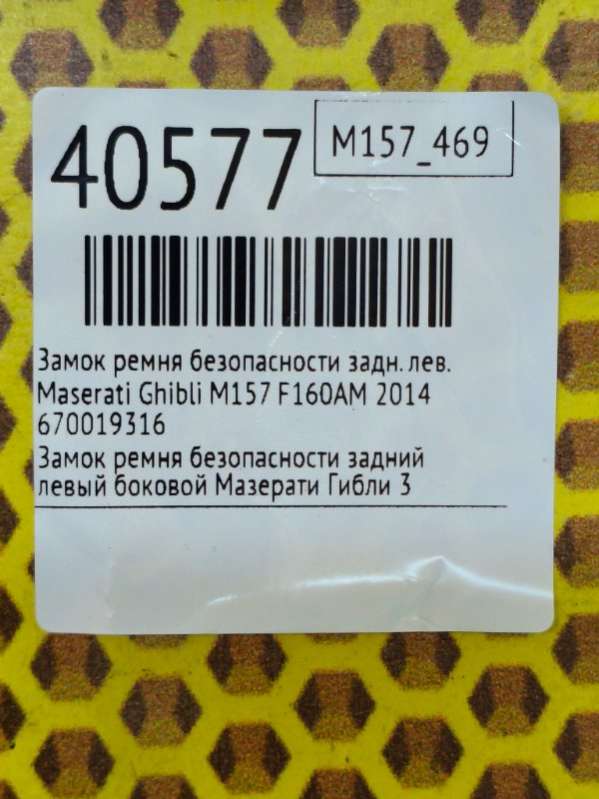 40577
M157_469
Замок ремня безопасности задн. лев.
Maserati Ghibli M157 F160AM 2014
670019316
Замок ремня безопасности задний
левый боковой Мазерати Гибли 3